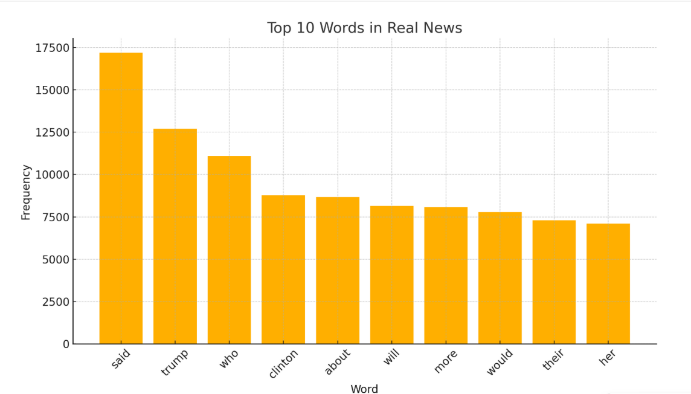 Top 10 Words in Real News
17500
15000
12500
10000
7500
5000
2500
0
Frequency
said
trump
who
clinton
about
will
more
would
their
her
Word